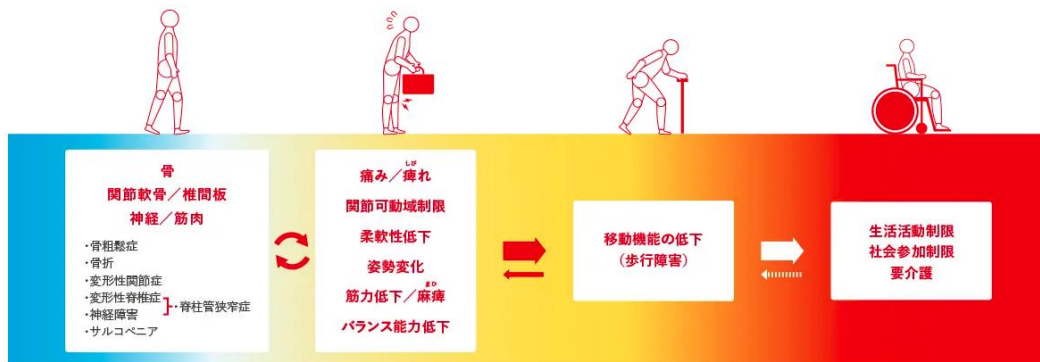 骨
関節軟骨／椎間板
神経／筋肉
・骨粗鬆症
・骨折
・変形性関節症
・変形性脊椎症
・神経障害
・脊柱管狭窄症
・サルコペニア
しび
痛み／痺れ
関節可動域制限
柔軟性低下
姿勢変化
まひ
筋力低下／麻痺
バランス能力低下
移動機能の低下
（歩行障害）
生活活動制限
社会参加制限
要介護